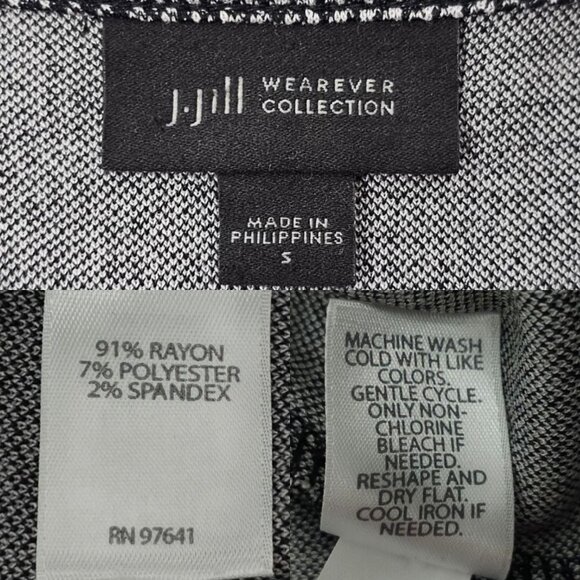 J.Jill WEAREVER
COLLECTION
MADE IN
PHILIPPINES
S
91% RAYON
7% POLYESTER
2% SPANDEX
RN 97641
MACHINE WASH
COLD WITH LIKE
COLORS.
GENTLE CYCLE.
ONLY NON-
CHLORINE
BLEACH IF
NEEDED.
RESHAPE AND
DRY FLAT.
COOL IRON IF
NEEDED.